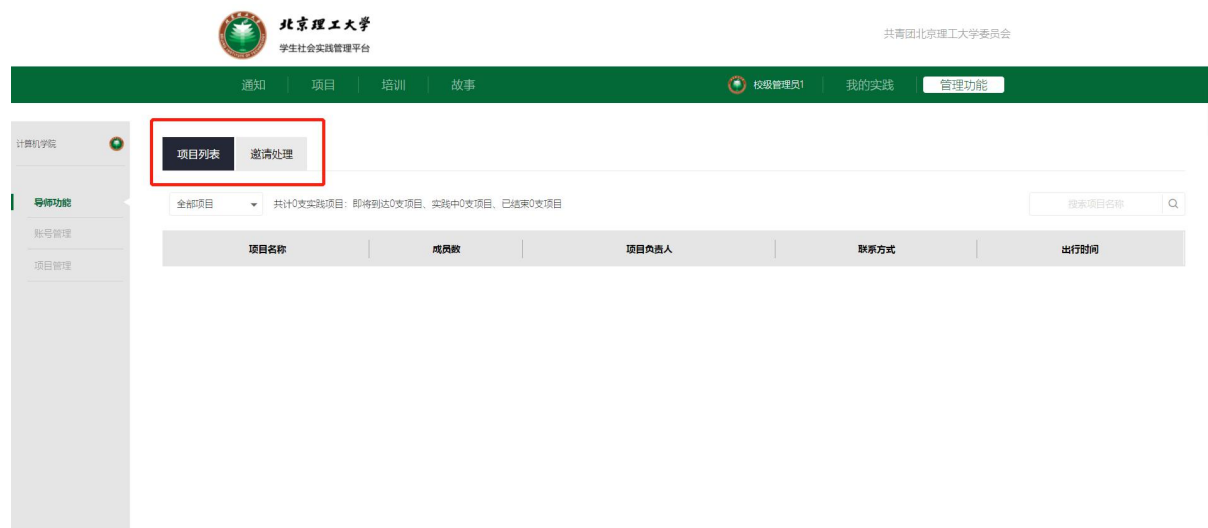 北京理工大学
学生社会实践管理平台
共青团北京理工大学委员会
通知 项目 培训 故事 校级管理员1 我的实践 管理功能
计算机学院
项目列表 邀请处理
导师功能
账号管理
项目管理
全部项目 共计0支实践项目：即将到达0支项目、实践中0支项目、已结束0支项目 搜索项目名称
项目名称 成员数 项目负责人 联系方式 出行时间